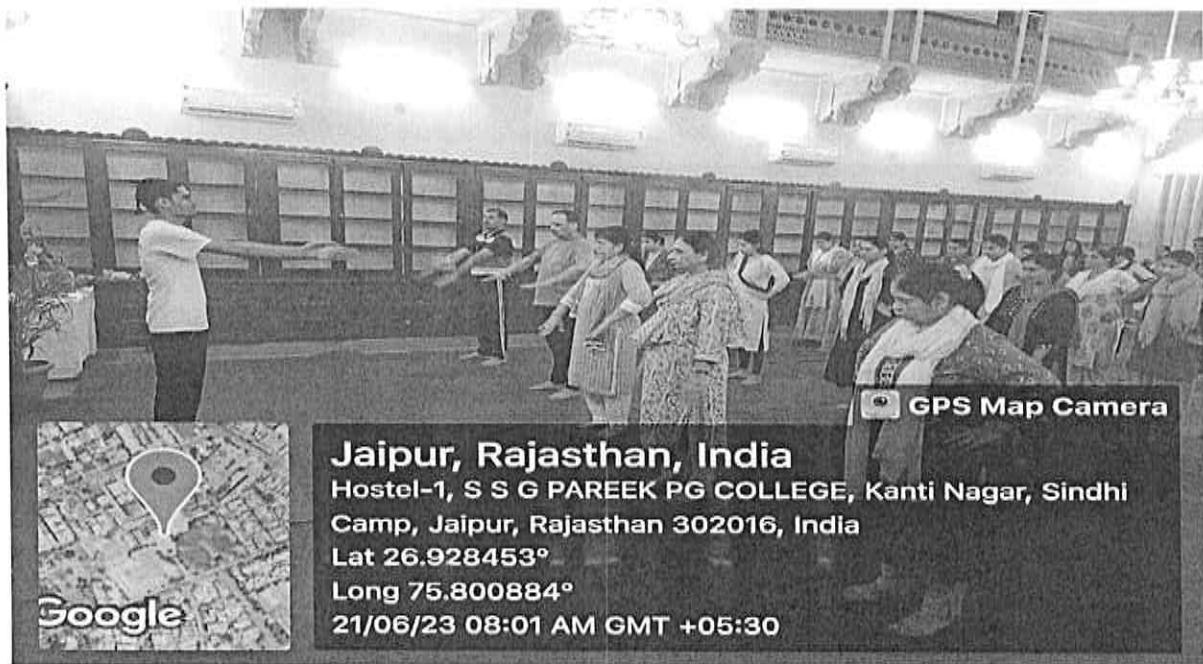 GPS Map Camera
Jaipur, Rajasthan, India
Hostel-1, S S G PAREEK PG COLLEGE, Kanti Nagar, Sindhi
Camp, Jaipur, Rajasthan 302016, India
Lat 26.928453°
Long 75.800884°
21/06/23 08:01 AM GMT +05:30
Google